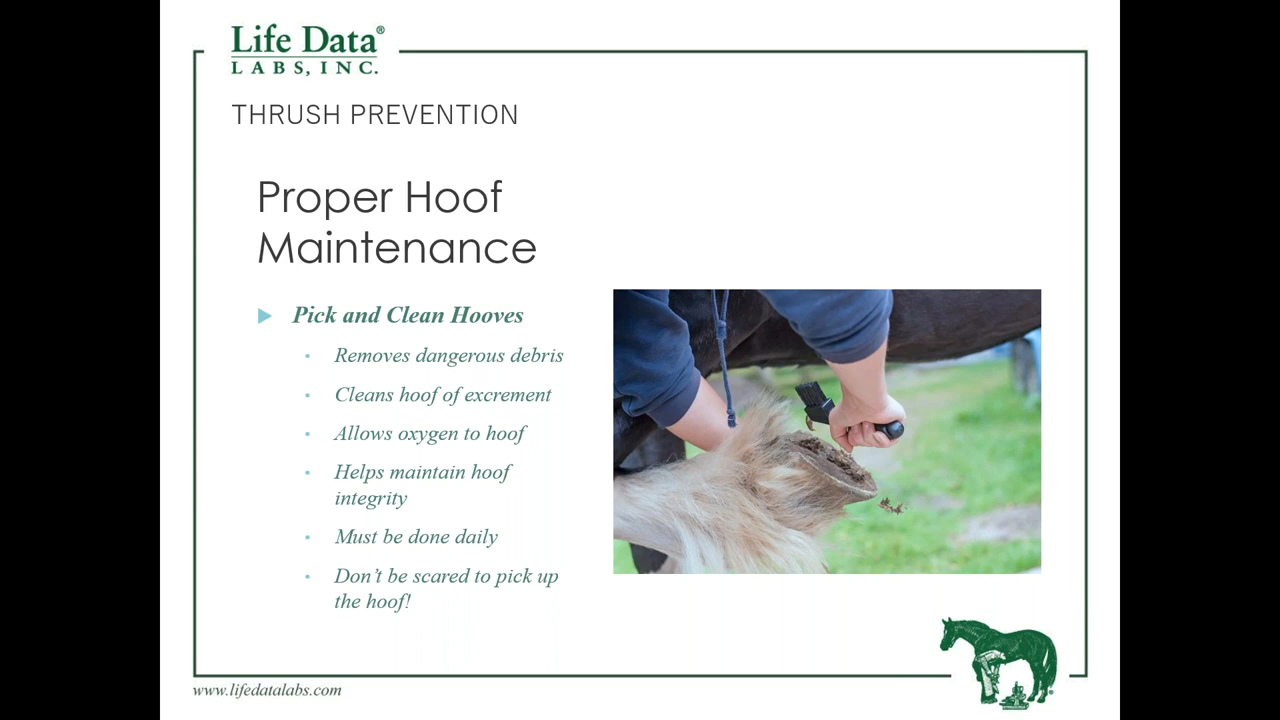 Life Data®
LABS, INC.
THRUSH PREVENTION
Proper Hoof
Maintenance
Pick and Clean Hooves
Removes dangerous debris
Cleans hoof of excrement
Allows oxygen to hoof
Helps maintain hoof
integrity
Must be done daily
Don't be scared to pick up
the hoof!
www.lifedatalabs.com
®